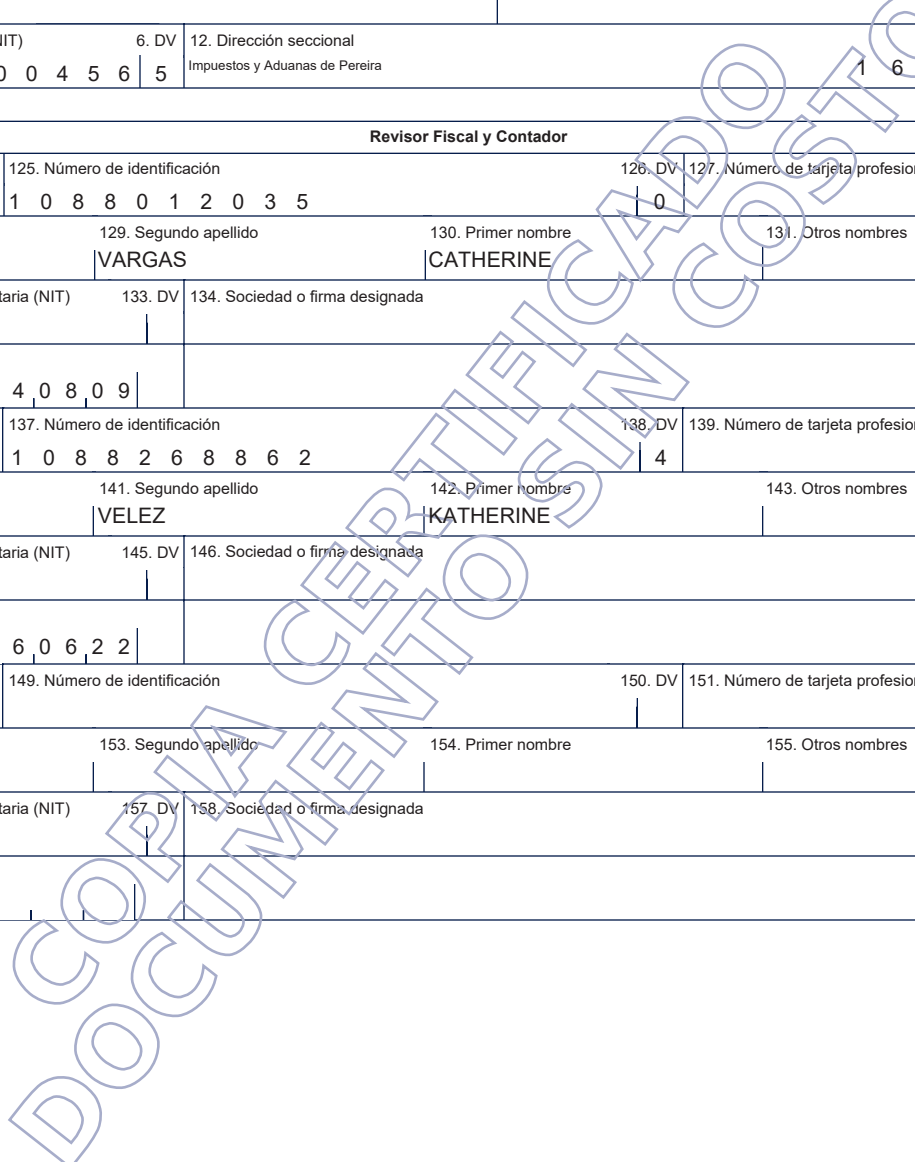 IIT) 6. DV 12. Dirección seccional
0 0 4 5 6 5 Impuestos y Aduanas de Pereira 1 6
Revisor Fiscal y Contador
125. Número de identificación 126. DV 127. Número de tarjeta profesion
1 0 8 8 0 1 2 0 3 5 0
129. Segundo apellido 130. Primer nombre 131. Otros nombres
VARGAS CATHERINE
taria (NIT) 133. DV 134. Sociedad o firma designada
4 0 8 0 9
137. Número de identificación 138. DV 139. Número de tarjeta profesion
1 0 8 8 2 6 8 8 6 2 4
141. Segundo apellido 142. Primer nombre 143. Otros nombres
VELEZ KATHERINE
taria (NIT) 145. DV 146. Sociedad o firma designada
6 0 6 2 2
149. Número de identificación 150. DV 151. Número de tarjeta profesion
153. Segundo apellido 154. Primer nombre 155. Otros nombres
taria (NIT) 157. DV 158. Sociedad o firma designada
COPIA CERTIFICADO
DOCUMENTO SIN COSTO